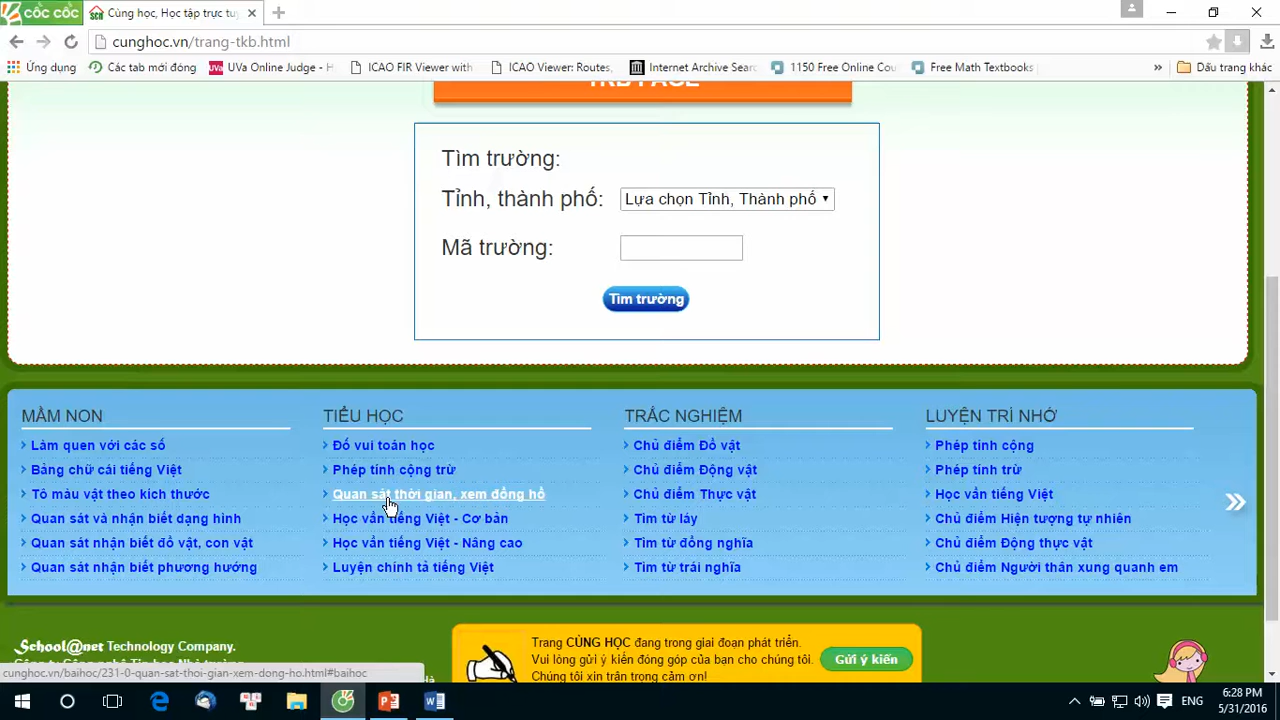 cốc cốc
Cùng học, Học tập trực tu
cunghoc.vn/trang-tkb.html
Ứng dụng
Các tab mới đóng
UVa Online Judge - H
ICAO FIR Viewer with
ICAO Viewer: Routes,
Internet Archive Sear
1150 Free Online Cou
Free Math Textbooks
»
Dấu trang khác
TKB PAGE
Tìm trường:
Tỉnh, thành phố:
Lựa chọn Tỉnh, Thành phố
Mã trường:
Tìm trường
MẦM NON
Làm quen với các số
Bảng chữ cái tiếng Việt
Tô màu vật theo kích thước
Quan sát và nhận biết dạng hình
Quan sát nhận biết đồ vật, con vật
Quan sát nhận biết phương hướng
TIỂU HỌC
Đố vui toán học
Phép tính cộng trừ
Quan sát thời gian, xem đồng hồ
Học vần tiếng Việt - Cơ bản
Học vần tiếng Việt - Nâng cao
Luyện chính tả tiếng Việt
TRẮC NGHIỆM
Chủ điểm Đồ vật
Chủ điểm Động vật
Chủ điểm Thực vật
Tìm từ láy
Tìm từ đồng nghĩa
Tìm từ trái nghĩa
LUYỆN TRÍ NHỚ
Phép tính cộng
Phép tính trừ
Học vần tiếng Việt
Chủ điểm Hiện tượng tự nhiên
Chủ điểm Động thực vật
Chủ điểm Người thân xung quanh em
School@net Technology Company.
Trang CÙNG HỌC đang trong giai đoạn phát triển.
Vui lòng gửi ý kiến đóng góp của bạn cho chúng tôi.
Chúng tôi xin trân trọng cảm ơn!
Gửi ý kiến
cunghoc.vn/baihoc/231-0-quan-sat-thoi-gian-xem-dong-ho.html#baihoc
ENG
6:28 PM
5/31/2016